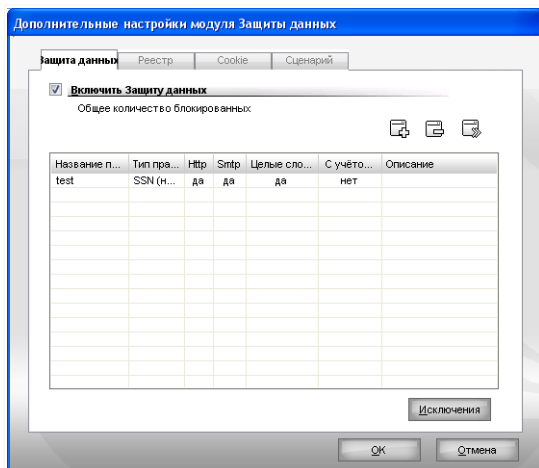 Дополнительные настройки модуля Защиты данных
Защита данных Реестр Cookie Сценарий
Включить Защиту данных
Общее количество блокированных
Название п... Тип пра... Http Smtp Целые сло... С учёто... Описание
test SSN (н... да да да нет
Исключения
OK Отмена